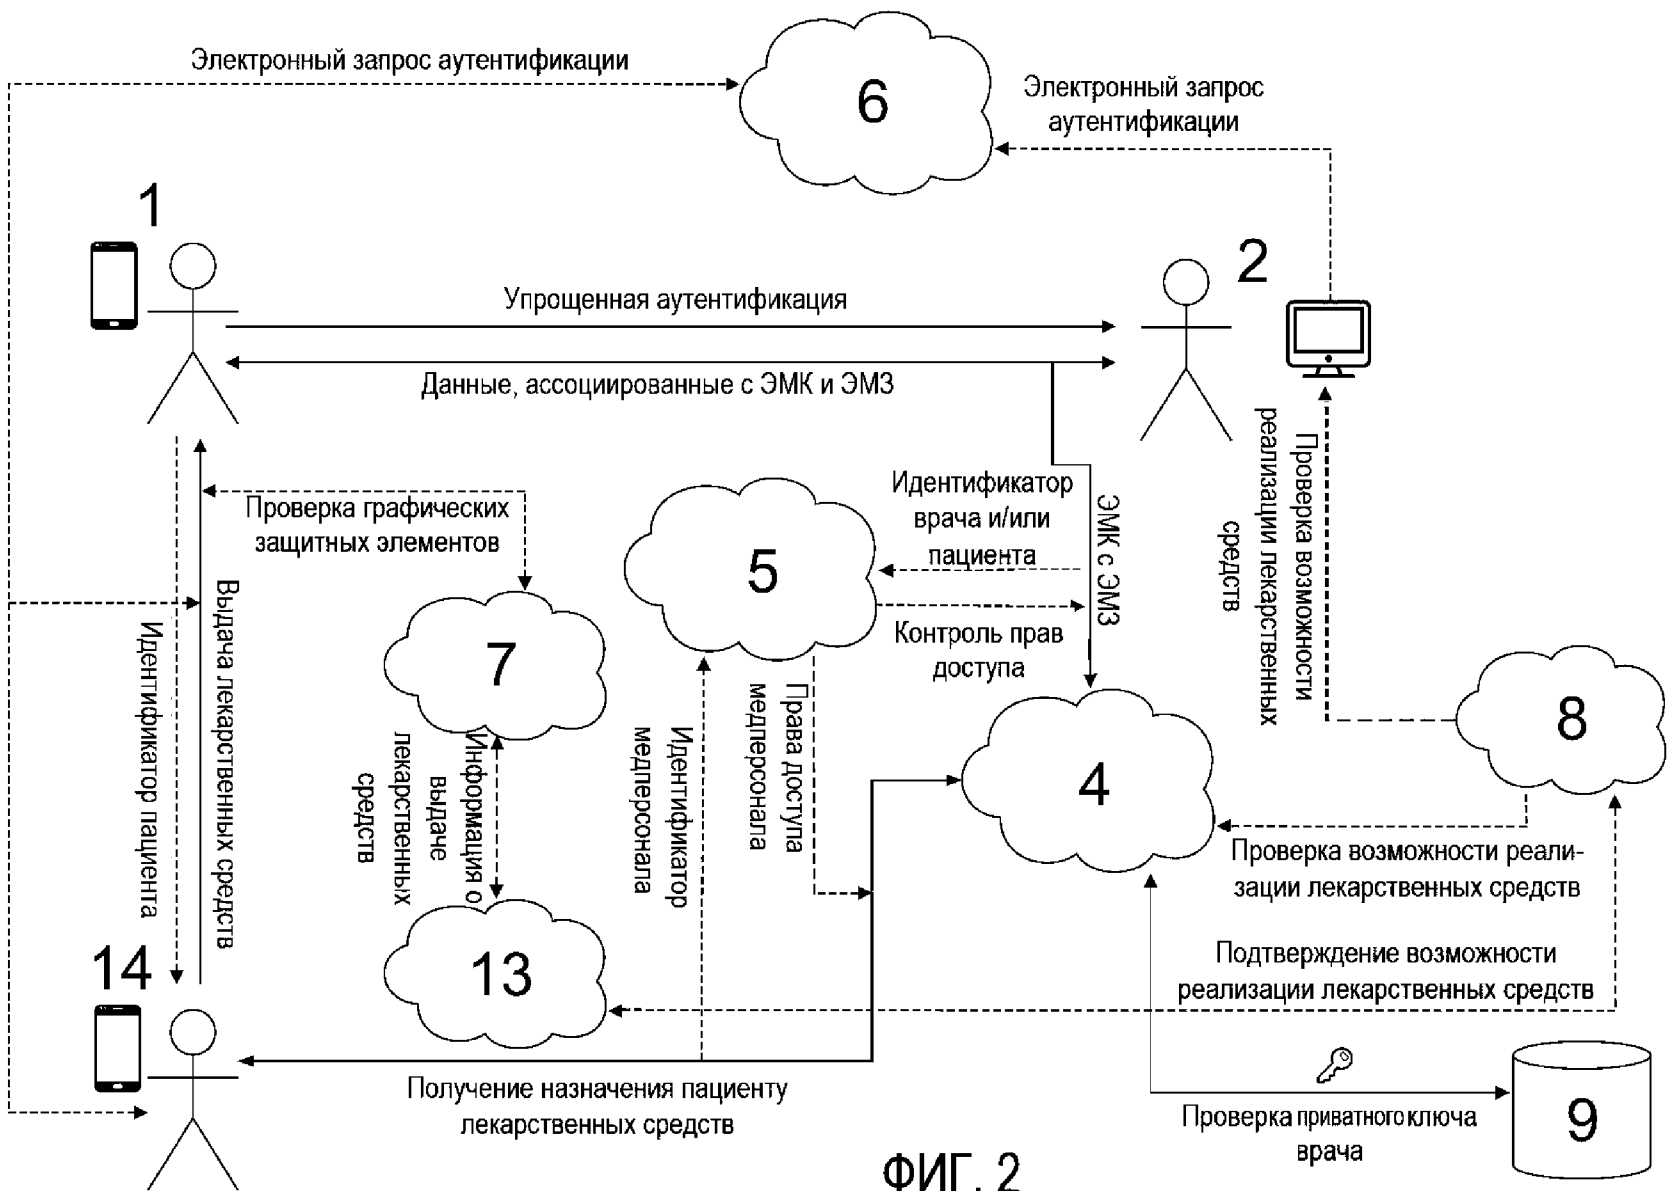 Электронный запрос аутентификации
6
Электронный запрос
аутентификации
1
2
Упрощенная аутентификация
Данные, ассоциированные с ЭМК и ЭМЗ
Проверка возможности
реализации лекарственных
средств
Идентификатор
врача и/или
пациента
ЭМК с ЭМЗ
5
Проверка графических
защитных элементов
Контроль прав
доступа
7
Выдача лекарственных средств
Идентификатор пациента
8
Информация о
выдаче
лекарственных
средств
Идентификатор
медперсонала
Права доступа
медперсонала
4
Проверка возможности реали-
зации лекарственных средств
14
13
Подтверждение возможности
реализации лекарственных средств
Получение назначения пациенту
лекарственных средств
Проверка приватного ключа
врача
9
ФИГ. 2